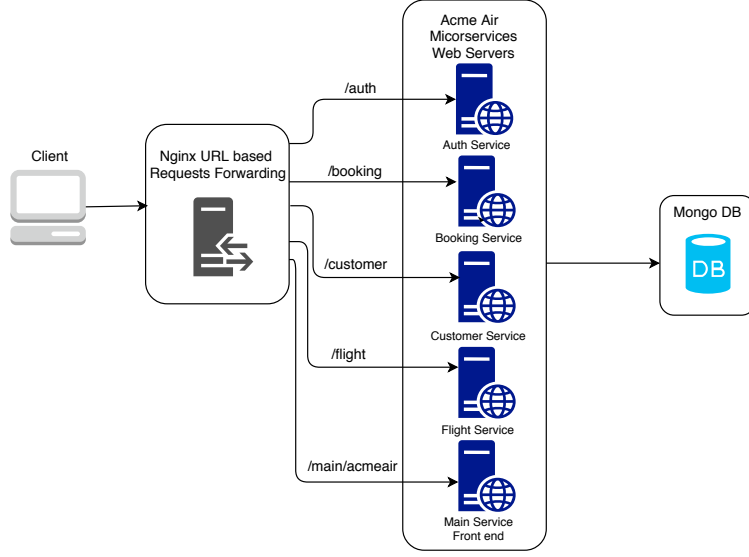 Acme Air
Micorservices
Web Servers
/auth
Auth Service
Client
Nginx URL based
Requests Forwarding
/booking
Booking Service
Mongo DB
DB
/customer
Customer Service
/flight
Flight Service
/main/acmeair
Main Service
Front end